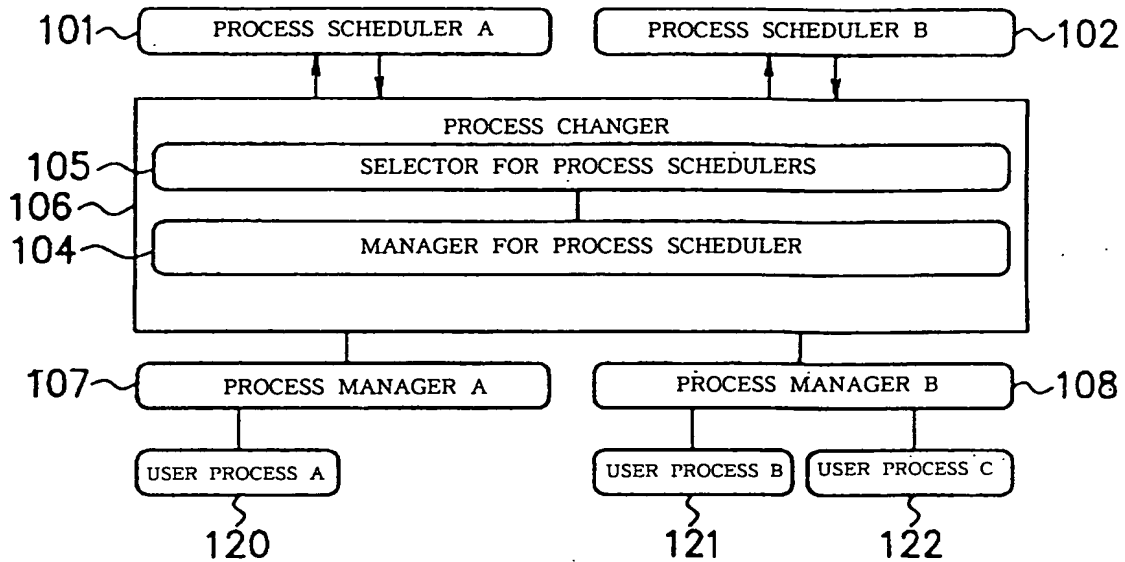 101 PROCESS SCHEDULER A PROCESS SCHEDULER B 102
PROCESS CHANGER
105 SELECTOR FOR PROCESS SCHEDULERS
106
104 MANAGER FOR PROCESS SCHEDULER
107 PROCESS MANAGER A PROCESS MANAGER B 108
USER PROCESS A USER PROCESS B USER PROCESS C
120 121 122